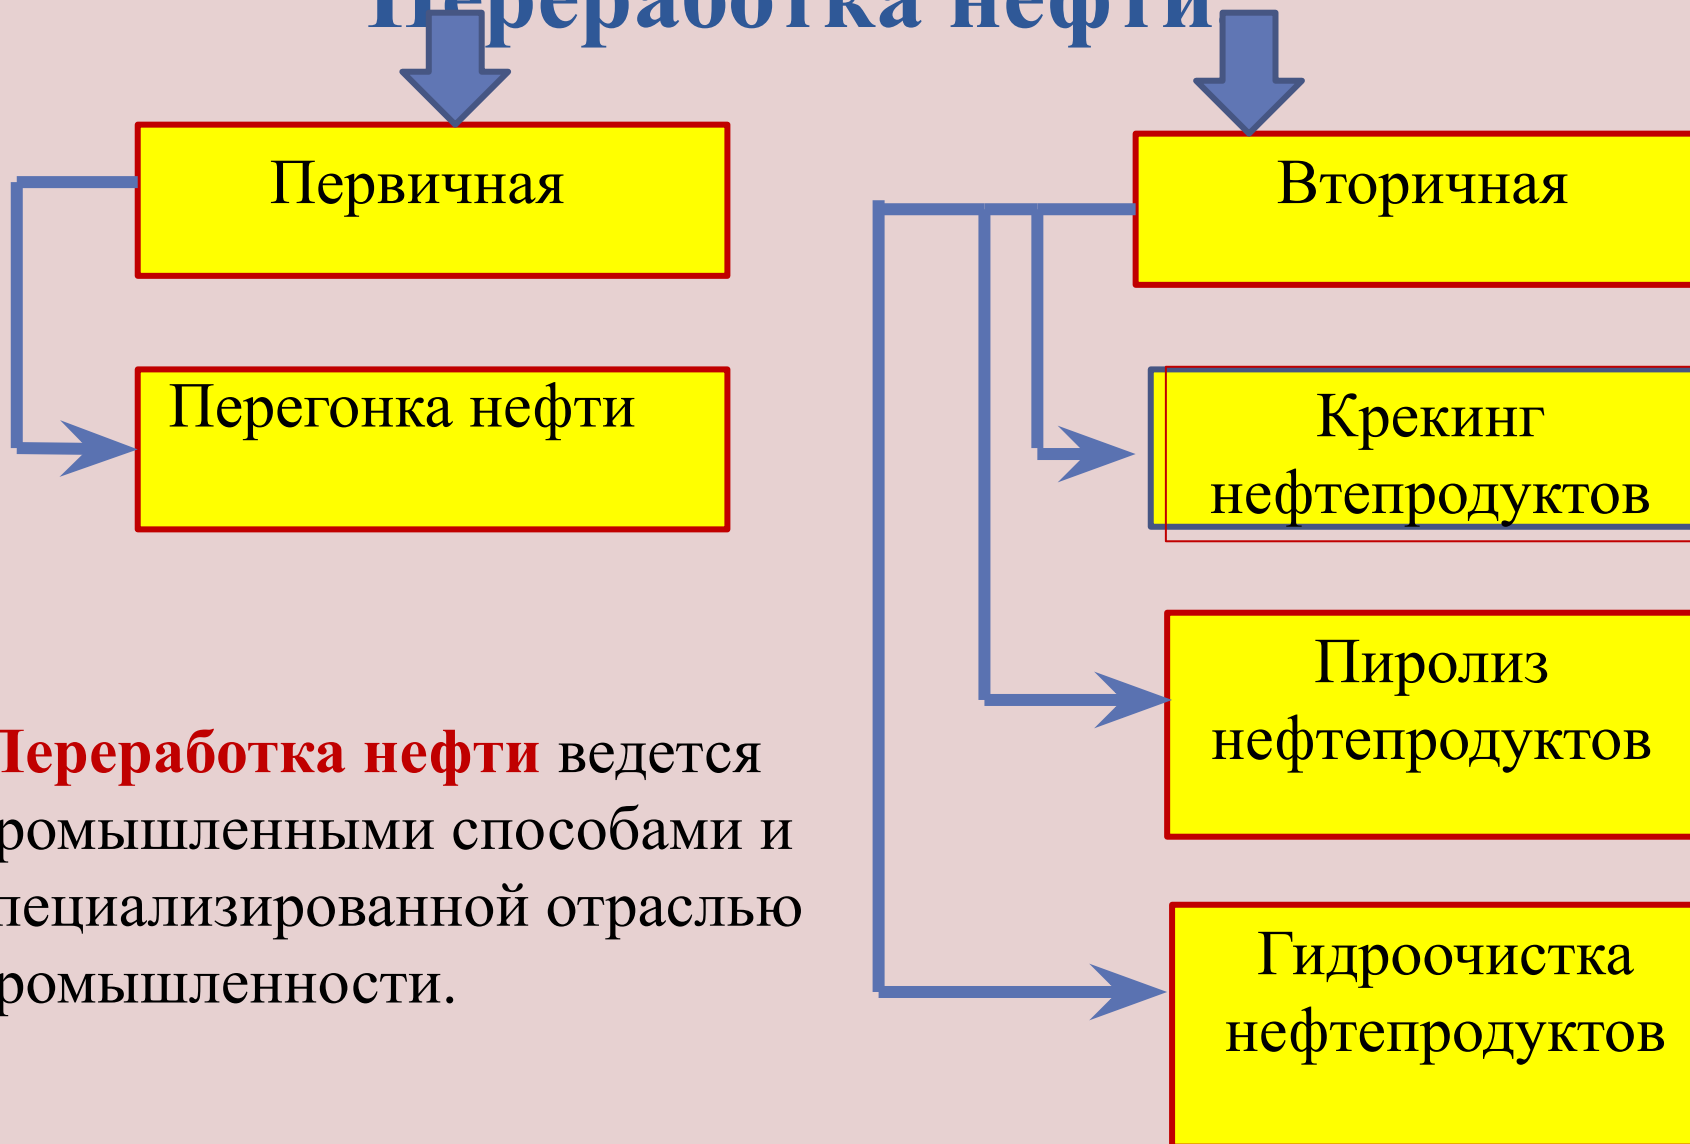 Переработка нефти
Первичная
Вторичная
Перегонка нефти
Крекинг
нефтепродуктов
Пиролиз
нефтепродуктов
Переработка нефти ведется
ромышленными способами и
пециализированной отраслью
ромышленности.
Гидроочистка
нефтепродуктов